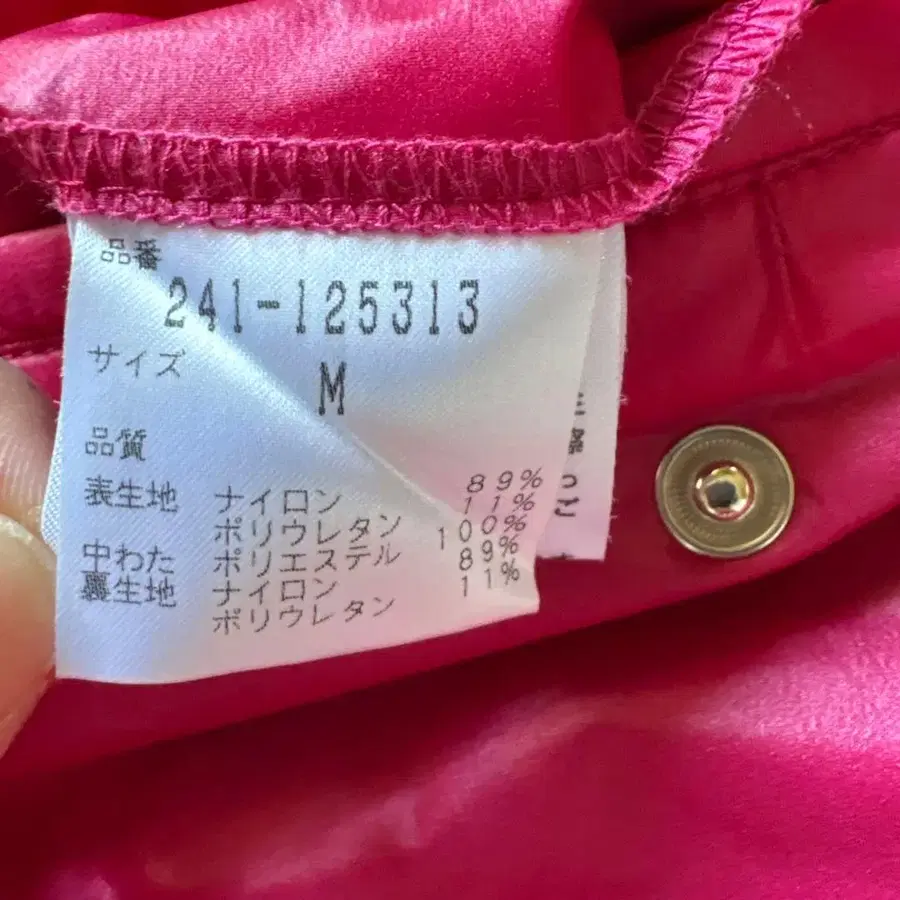 品番
241-125313
サイズ
M
品質
表生地 ナイロン 89%
ポリウレタン 11%
中わた ポリエステル 100%
裏生地 ナイロン 89%
ポリウレタン 11%